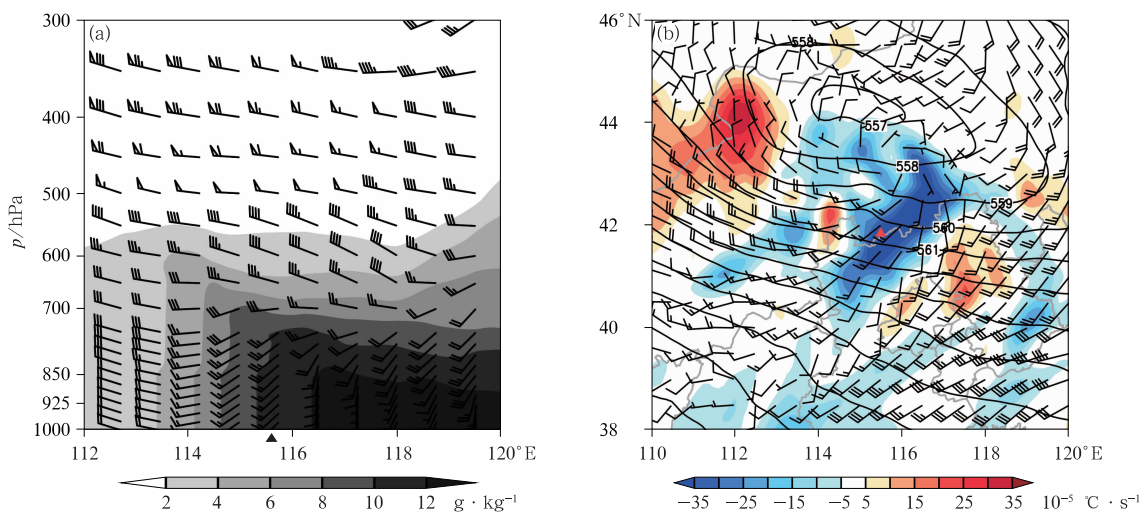 (a)
300
400
500
600
700
850
925
1000
p/hPa
112 114 116 118 120°E
2 4 6 8 10 12 g·kg⁻¹
(b)
46°N
44
42
40
38
558
557
558
559
560
561
110 112 114 116 118 120°E
−35 −25 −15 −5 5 15 25 35 10⁻⁵ ℃·s⁻¹